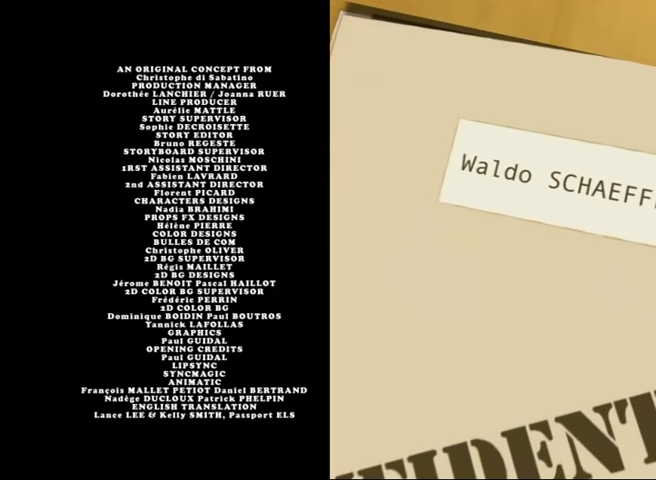 AN ORIGINAL CONCEPT FROM
Christophe di Sabatino
PRODUCTION MANAGER
Dorothée LANCHIER / Joanna RUER
LINE PRODUCER
Aurélie MATTLE
STORY SUPERVISOR
Sophie DECROISETTE
STORY EDITOR
Bruno REGESTE
STORYBOARD SUPERVISOR
Nicolas MOSCHINI
1RST ASSISTANT DIRECTOR
Fabien LAVRARD
2nd ASSISTANT DIRECTOR
Florent PICARD
CHARACTERS DESIGNS
Nadia BRAHIMI
PROPS FX DESIGNS
Hélène PIERRE
COLOR DESIGNS
BULLES DE COM
Christophe OLIVER
2D BG SUPERVISOR
Régis MAILLET
2D BG DESIGNS
Jérome BENOIT Pascal HAILLOT
2D COLOR BG SUPERVISOR
Frédéric PERRIN
2D COLOR BG
Dominique BOIDIN Paul BOUTROS
Yannick LAFOLLAS
GRAPHICS
Paul GUIDAL
OPENING CREDITS
Paul GUIDAL
LIPSYNC
SYNCMAGIC
ANIMATIC
François MALLET PETIOT Daniel BERTRAND
Nadège DUCLOUX Patrick PHELPIN
ENGLISH TRANSLATION
Lance LEE & Kelly SMITH, Passport ELS
Waldo SCHAEFF
FIDENT